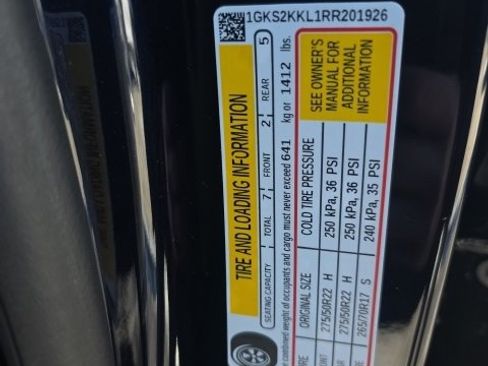 1GKS2KKL1RR201926
TIRE AND LOADING INFORMATION
SEATING CAPACITY TOTAL 7 FRONT 2 REAR 5
combined weight of occupants and cargo must never exceed 641 kg or 1412 lbs.
ORIGINAL SIZE COLD TIRE PRESSURE
275/50R22 H 250 kPa, 36 PSI
275/50R22 H 250 kPa, 36 PSI
265/70R17 S 240 kPa, 35 PSI
SEE OWNER'S
MANUAL FOR
ADDITIONAL
INFORMATION